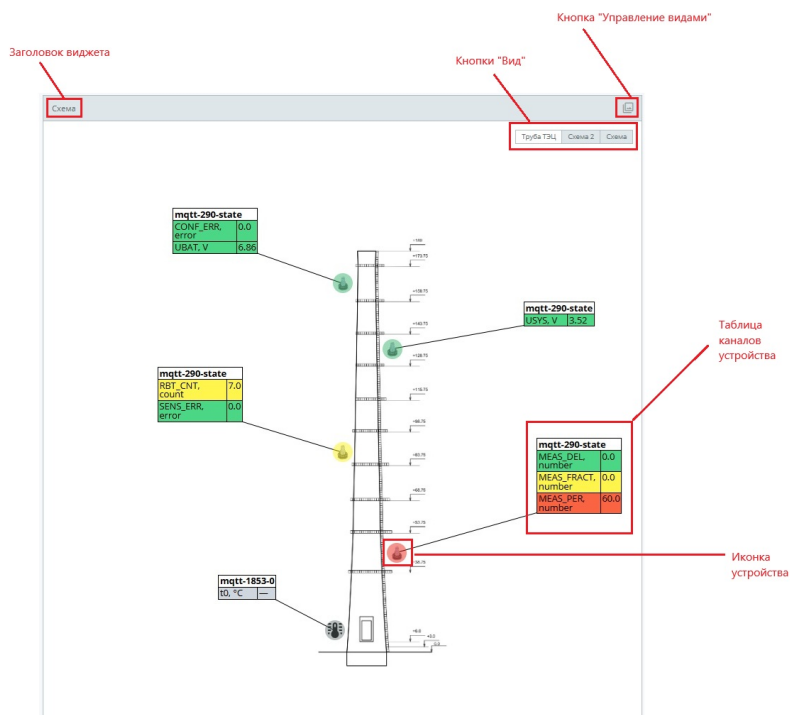 Кнопка "Управление видами"
Заголовок виджета
Кнопки "Вид"
Схема
Труба ТЭЦ Схема 2 Схема
mqtt-290-state
CONF_ERR, 0.0
error
UBAT, V 6.86
mqtt-290-state
USYS, V 3.52
Таблица
каналов
устройства
mqtt-290-state
RBT_CNT, 7.0
count
SENS_ERR, 0.0
error
mqtt-290-state
MEAS_DEL, 0.0
number
MEAS_FRACT, 0.0
number
MEAS_PER, 60.0
number
Иконка
устройства
mqtt-1853-0
t0, °C —